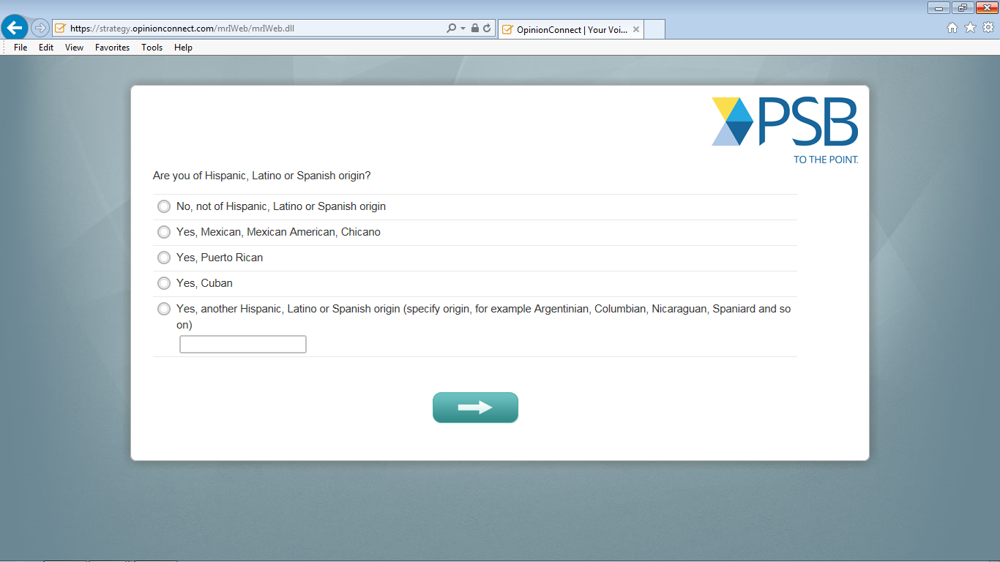 https://strategy.opinionconnect.com/mrIWeb/mrIWeb.dll
OpinionConnect | Your Voi...
File Edit View Favorites Tools Help
PSB
TO THE POINT.
Are you of Hispanic, Latino or Spanish origin?
No, not of Hispanic, Latino or Spanish origin
Yes, Mexican, Mexican American, Chicano
Yes, Puerto Rican
Yes, Cuban
Yes, another Hispanic, Latino or Spanish origin (specify origin, for example Argentinian, Columbian, Nicaraguan, Spaniard and so
on)